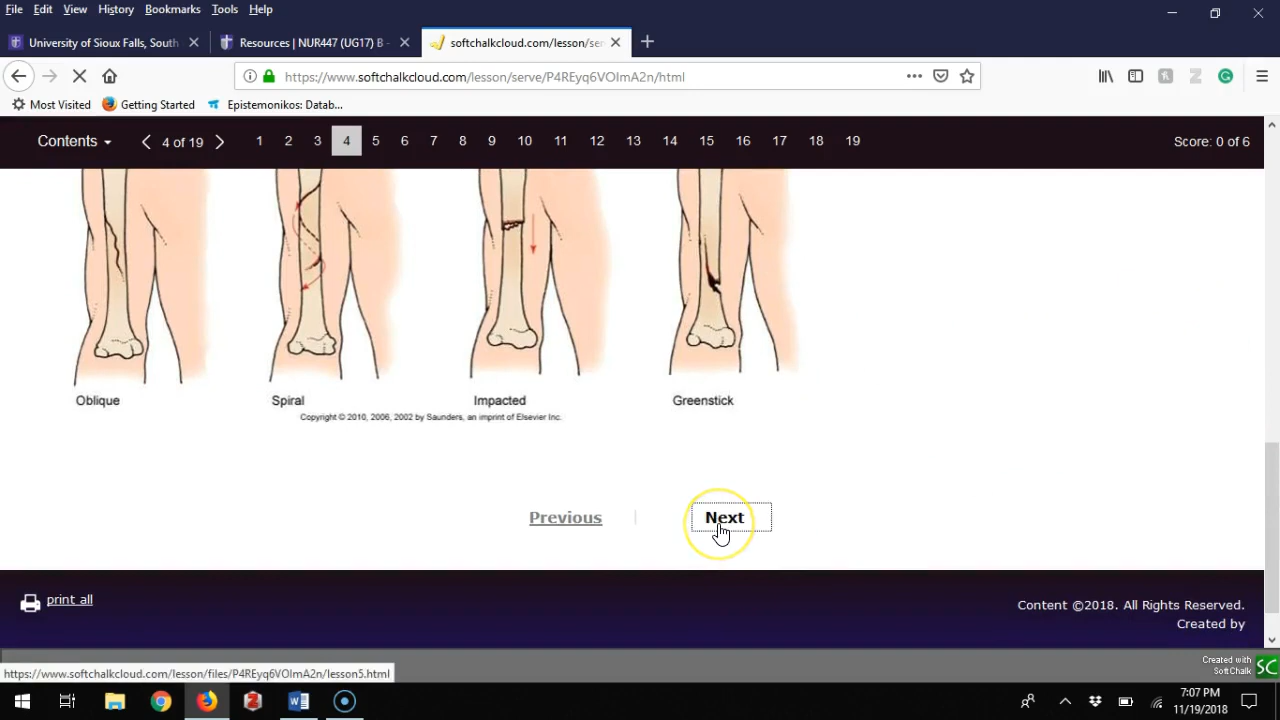 File Edit View History Bookmarks Tools Help
University of Sioux Falls, South
Resources | NUR447 (UG17) B -
softchalkcloud.com/lesson/ser
https://www.softchalkcloud.com/lesson/serve/P4REyq6VOImA2n/html
Most Visited Getting Started Epistemonikos: Datab...
Contents 4 of 19 1 2 3 4 5 6 7 8 9 10 11 12 13 14 15 16 17 18 19 Score: 0 of 6
Oblique Spiral Impacted Greenstick
Copyright © 2010, 2006, 2002 by Saunders, an imprint of Elsevier Inc.
Previous | Next
print all
Content ©2018. All Rights Reserved.
Created by
https://www.softchalkcloud.com/lesson/files/P4REyq6VOImA2n/lesson5.html
Created with
SoftChalk SC
7:07 PM
11/19/2018